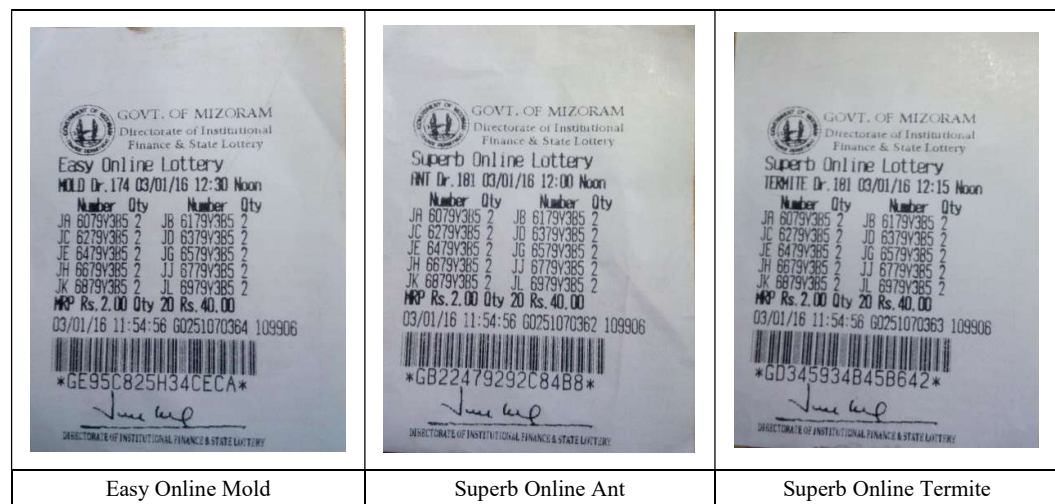 GOVT. OF MIZORAM
Directorate of Institutional
Finance & State Lottery
Easy Online Lottery
MOLD Dr.174 03/01/16 12:30 Noon
Number Qty Number Qty
JA 6079Y3B5 2 JB 6179Y3B5 2
JC 6279Y3B5 2 JD 6379Y3B5 2
JE 6479Y3B5 2 JG 6579Y3B5 2
JH 6679Y3B5 2 JJ 6779Y3B5 2
JK 6879Y3B5 2 JL 6979Y3B5 2
MRP Rs.2.00 Qty 20 Rs.40.00
03/01/16 11:54:56 G0251070364 109906
*GE95C825H34CECA*
DIRECTORATE OF INSTITUTIONAL FINANCE & STATE LOTTERY
Easy Online Mold
GOVT. OF MIZORAM
Directorate of Institutional
Finance & State Lottery
Superb Online Lottery
ANT Dr.181 03/01/16 12:00 Noon
Number Qty Number Qty
JA 6079Y3B5 2 JB 6179Y3B5 2
JC 6279Y3B5 2 JD 6379Y3B5 2
JE 6479Y3B5 2 JG 6579Y3B5 2
JH 6679Y3B5 2 JJ 6779Y3B5 2
JK 6879Y3B5 2 JL 6979Y3B5 2
MRP Rs.2.00 Qty 20 Rs.40.00
03/01/16 11:54:56 G0251070362 109906
*GB22479292C84B8*
DIRECTORATE OF INSTITUTIONAL FINANCE & STATE LOTTERY
Superb Online Ant
GOVT. OF MIZORAM
Directorate of Institutional
Finance & State Lottery
Superb Online Lottery
TERMITE Dr.181 03/01/16 12:15 Noon
Number Qty Number Qty
JA 6079Y3B5 2 JB 6179Y3B5 2
JC 6279Y3B5 2 JD 6379Y3B5 2
JE 6479Y3B5 2 JG 6579Y3B5 2
JH 6679Y3B5 2 JJ 6779Y3B5 2
JK 6879Y3B5 2 JL 6979Y3B5 2
MRP Rs.2.00 Qty 20 Rs.40.00
03/01/16 11:54:56 G0251070363 109906
*GD345934B45B642*
DIRECTORATE OF INSTITUTIONAL FINANCE & STATE LOTTERY
Superb Online Termite